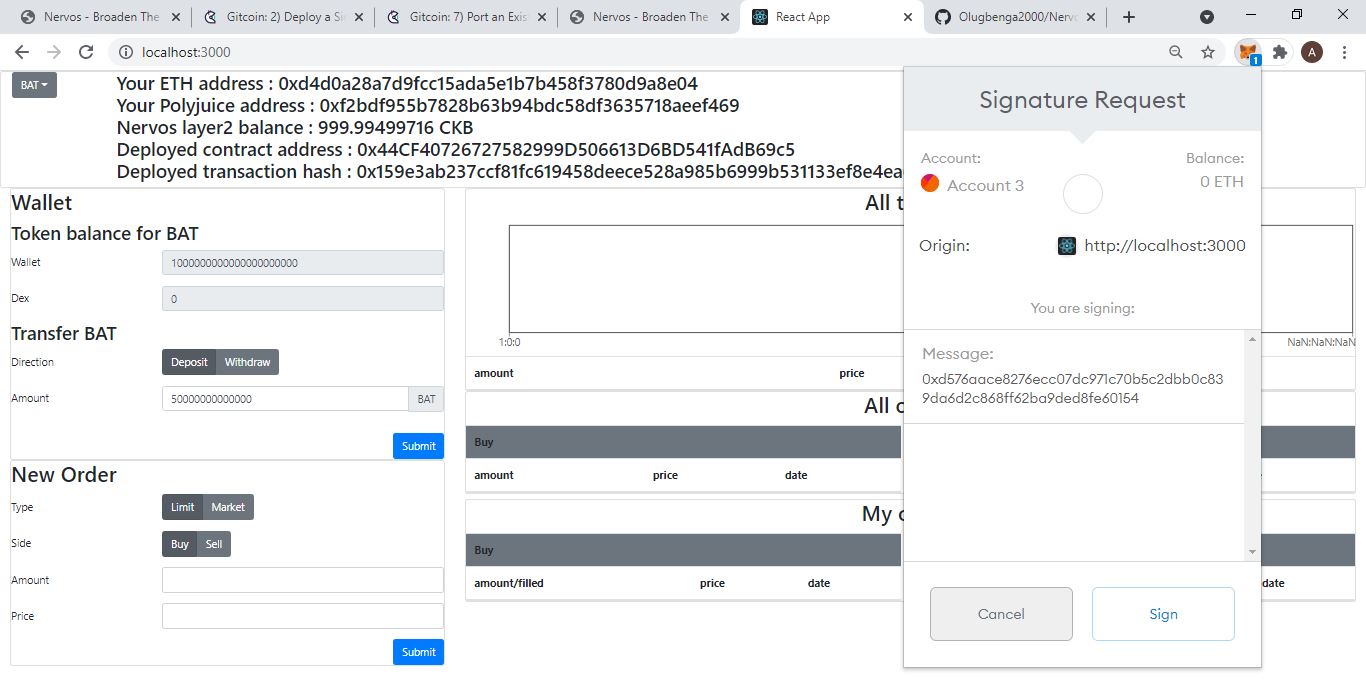 Nervos - Broaden The
Gitcoin: 2) Deploy a Si
Gitcoin: 7) Port an Exis
Nervos - Broaden The
React App
Olugbenga2000/Nervo
localhost:3000
1
A
BAT
Your ETH address : 0xd4d0a28a7d9fcc15ada5e1b7b458f3780d9a8e04
Your Polyjuice address : 0xf2bdf955b7828b63b94bdc58df3635718aeef469
Nervos layer2 balance : 999.99499716 CKB
Deployed contract address : 0x44CF40726727582999D506613D6BD541fAdB69c5
Deployed transaction hash : 0x159e3ab237ccf81fc619458deece528a985b6999b531133ef8e4ea
Wallet
Token balance for BAT
Wallet
1000000000000000000000
Dex
0
Transfer BAT
Direction
Deposit
Withdraw
Amount
50000000000000
BAT
Submit
New Order
Type
Limit
Market
Side
Buy
Sell
Amount
Price
Submit
All t
1:0:0
NaN:NaN:NaN
amount
price
All o
Buy
amount
price
date
My o
Buy
amount/filled
price
date
date
Signature Request
Account:
Balance:
Account 3
0 ETH
Origin:
http://localhost:3000
You are signing:
Message:
0xd576aace8276ecc07dc971c70b5c2dbb0c83
9da6d2c868ff62ba9ded8fe60154
Cancel
Sign